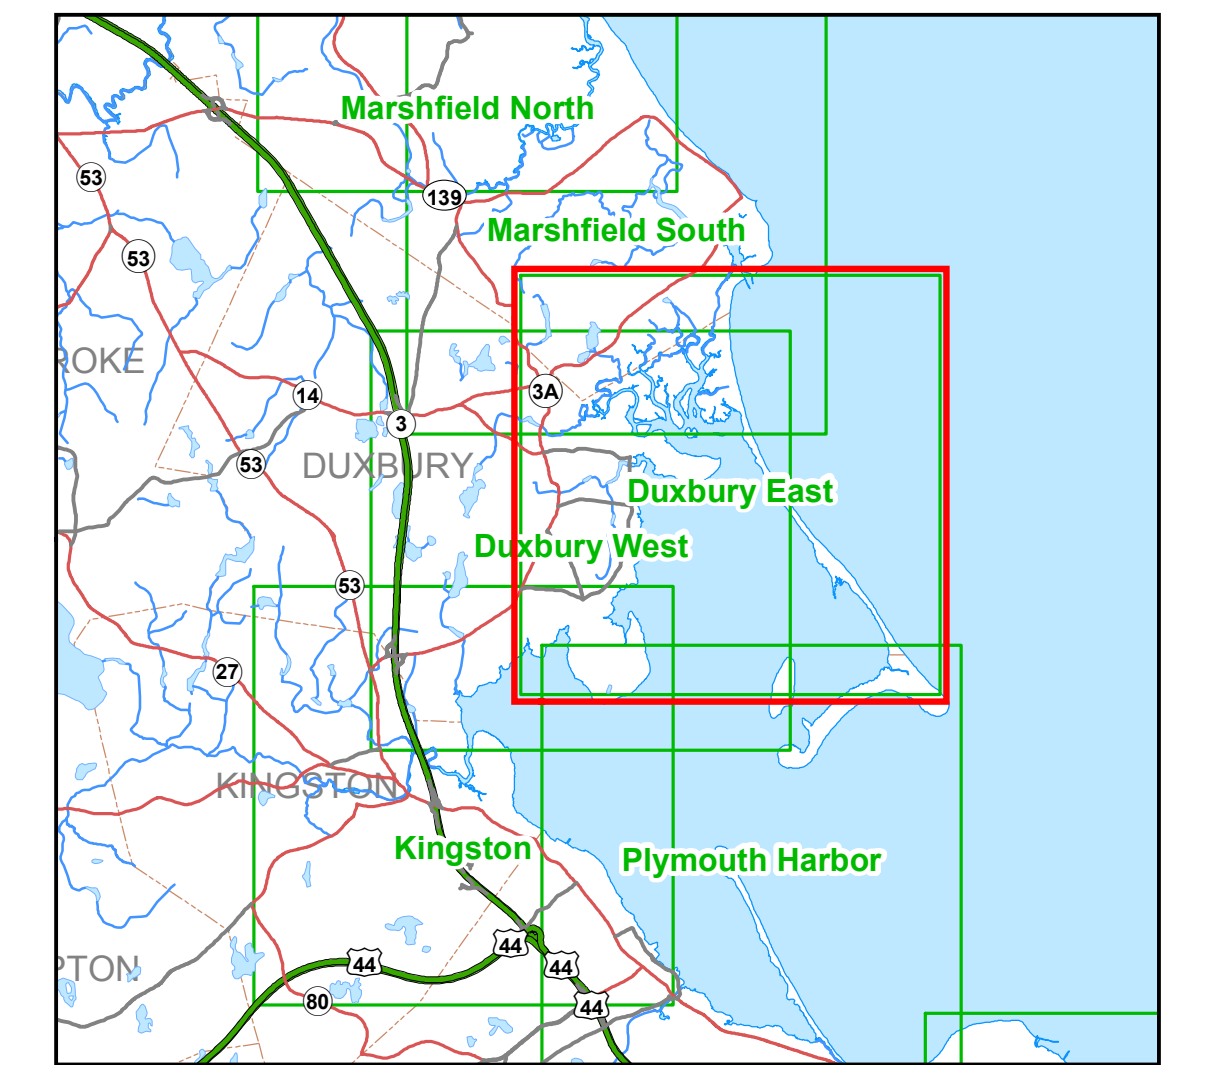 Marshfield North
53
139
Marshfield South
53
ROKE
14
3A
3
53
DUXBURY
Duxbury East
Duxbury West
53
27
KINGSTON
Kingston
Plymouth Harbor
44
44
44
PTON
80
44